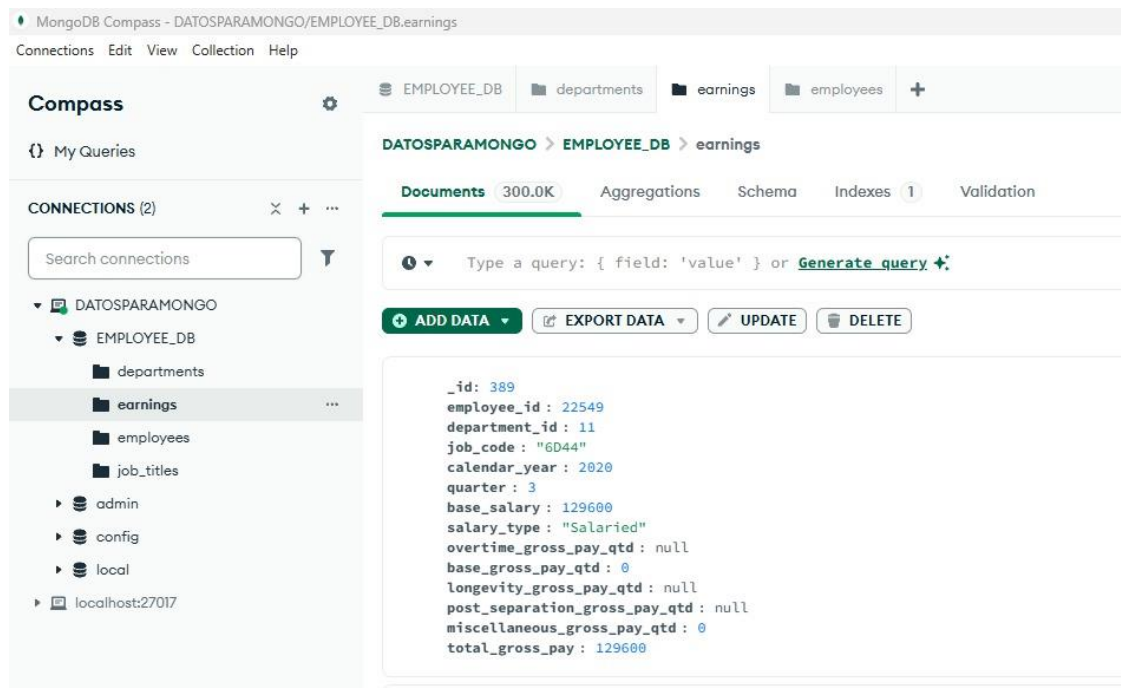 MongoDB Compass - DATOSPARAMONGO/EMPLOYEE_DB.earnings
Connections Edit View Collection Help
Compass
{} My Queries
CONNECTIONS (2)
Search connections
DATOSPARAMONGO
EMPLOYEE_DB
departments
earnings
employees
job_titles
admin
config
local
localhost:27017
EMPLOYEE_DB departments earnings employees
DATOSPARAMONGO > EMPLOYEE_DB > earnings
Documents 300.0K Aggregations Schema Indexes 1 Validation
Type a query: { field: 'value' } or Generate query
ADD DATA EXPORT DATA UPDATE DELETE
_id: 389
employee_id : 22549
department_id : 11
job_code : "6D44"
calendar_year : 2020
quarter : 3
base_salary : 129600
salary_type : "Salaried"
overtime_gross_pay_qtd : null
base_gross_pay_qtd : 0
longevity_gross_pay_qtd : null
post_separation_gross_pay_qtd : null
miscellaneous_gross_pay_qtd : 0
total_gross_pay : 129600